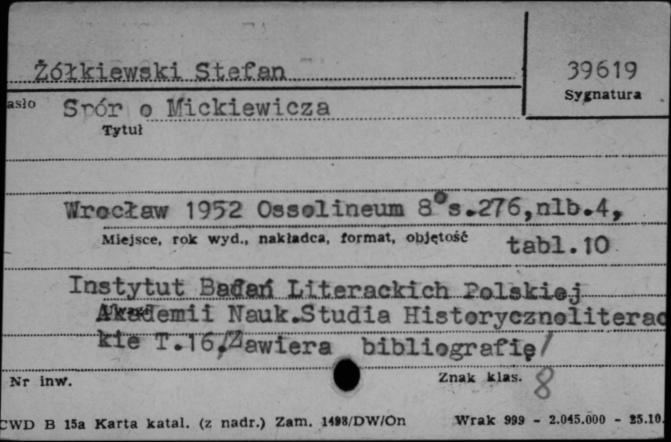 Żółkiewski Stefan
39619
Sygnatura
asło Spór o Mickiewicza
Tytuł
Wrocław 1952 Ossolineum 8° s.276,nlb.4,
Miejsce, rok wyd., nakładca, format, objętość
tabl.10
Instytut Badań Literackich Polskiej
Akademii Nauk.Studia Historycznoliterac
kie T.16,/Zawiera bibliografię/
Nr inw.
Znak klas. 8
CWD B 15a Karta katal. (z nadr.) Zam. 1498/DW/On
Wrak 999 - 2.045.000 - 25.10